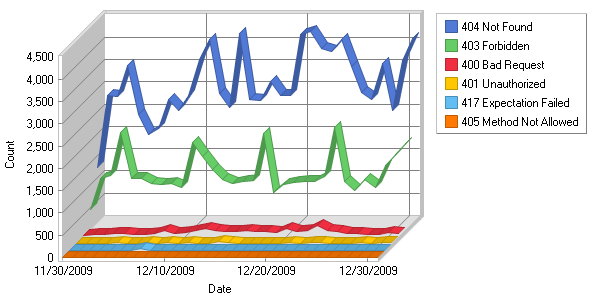 404 Not Found
403 Forbidden
400 Bad Request
401 Unauthorized
417 Expectation Failed
405 Method Not Allowed
Count
4,500
4,000
3,500
3,000
2,500
2,000
1,500
1,000
500
0
11/30/2009
12/10/2009
12/20/2009
12/30/2009
Date